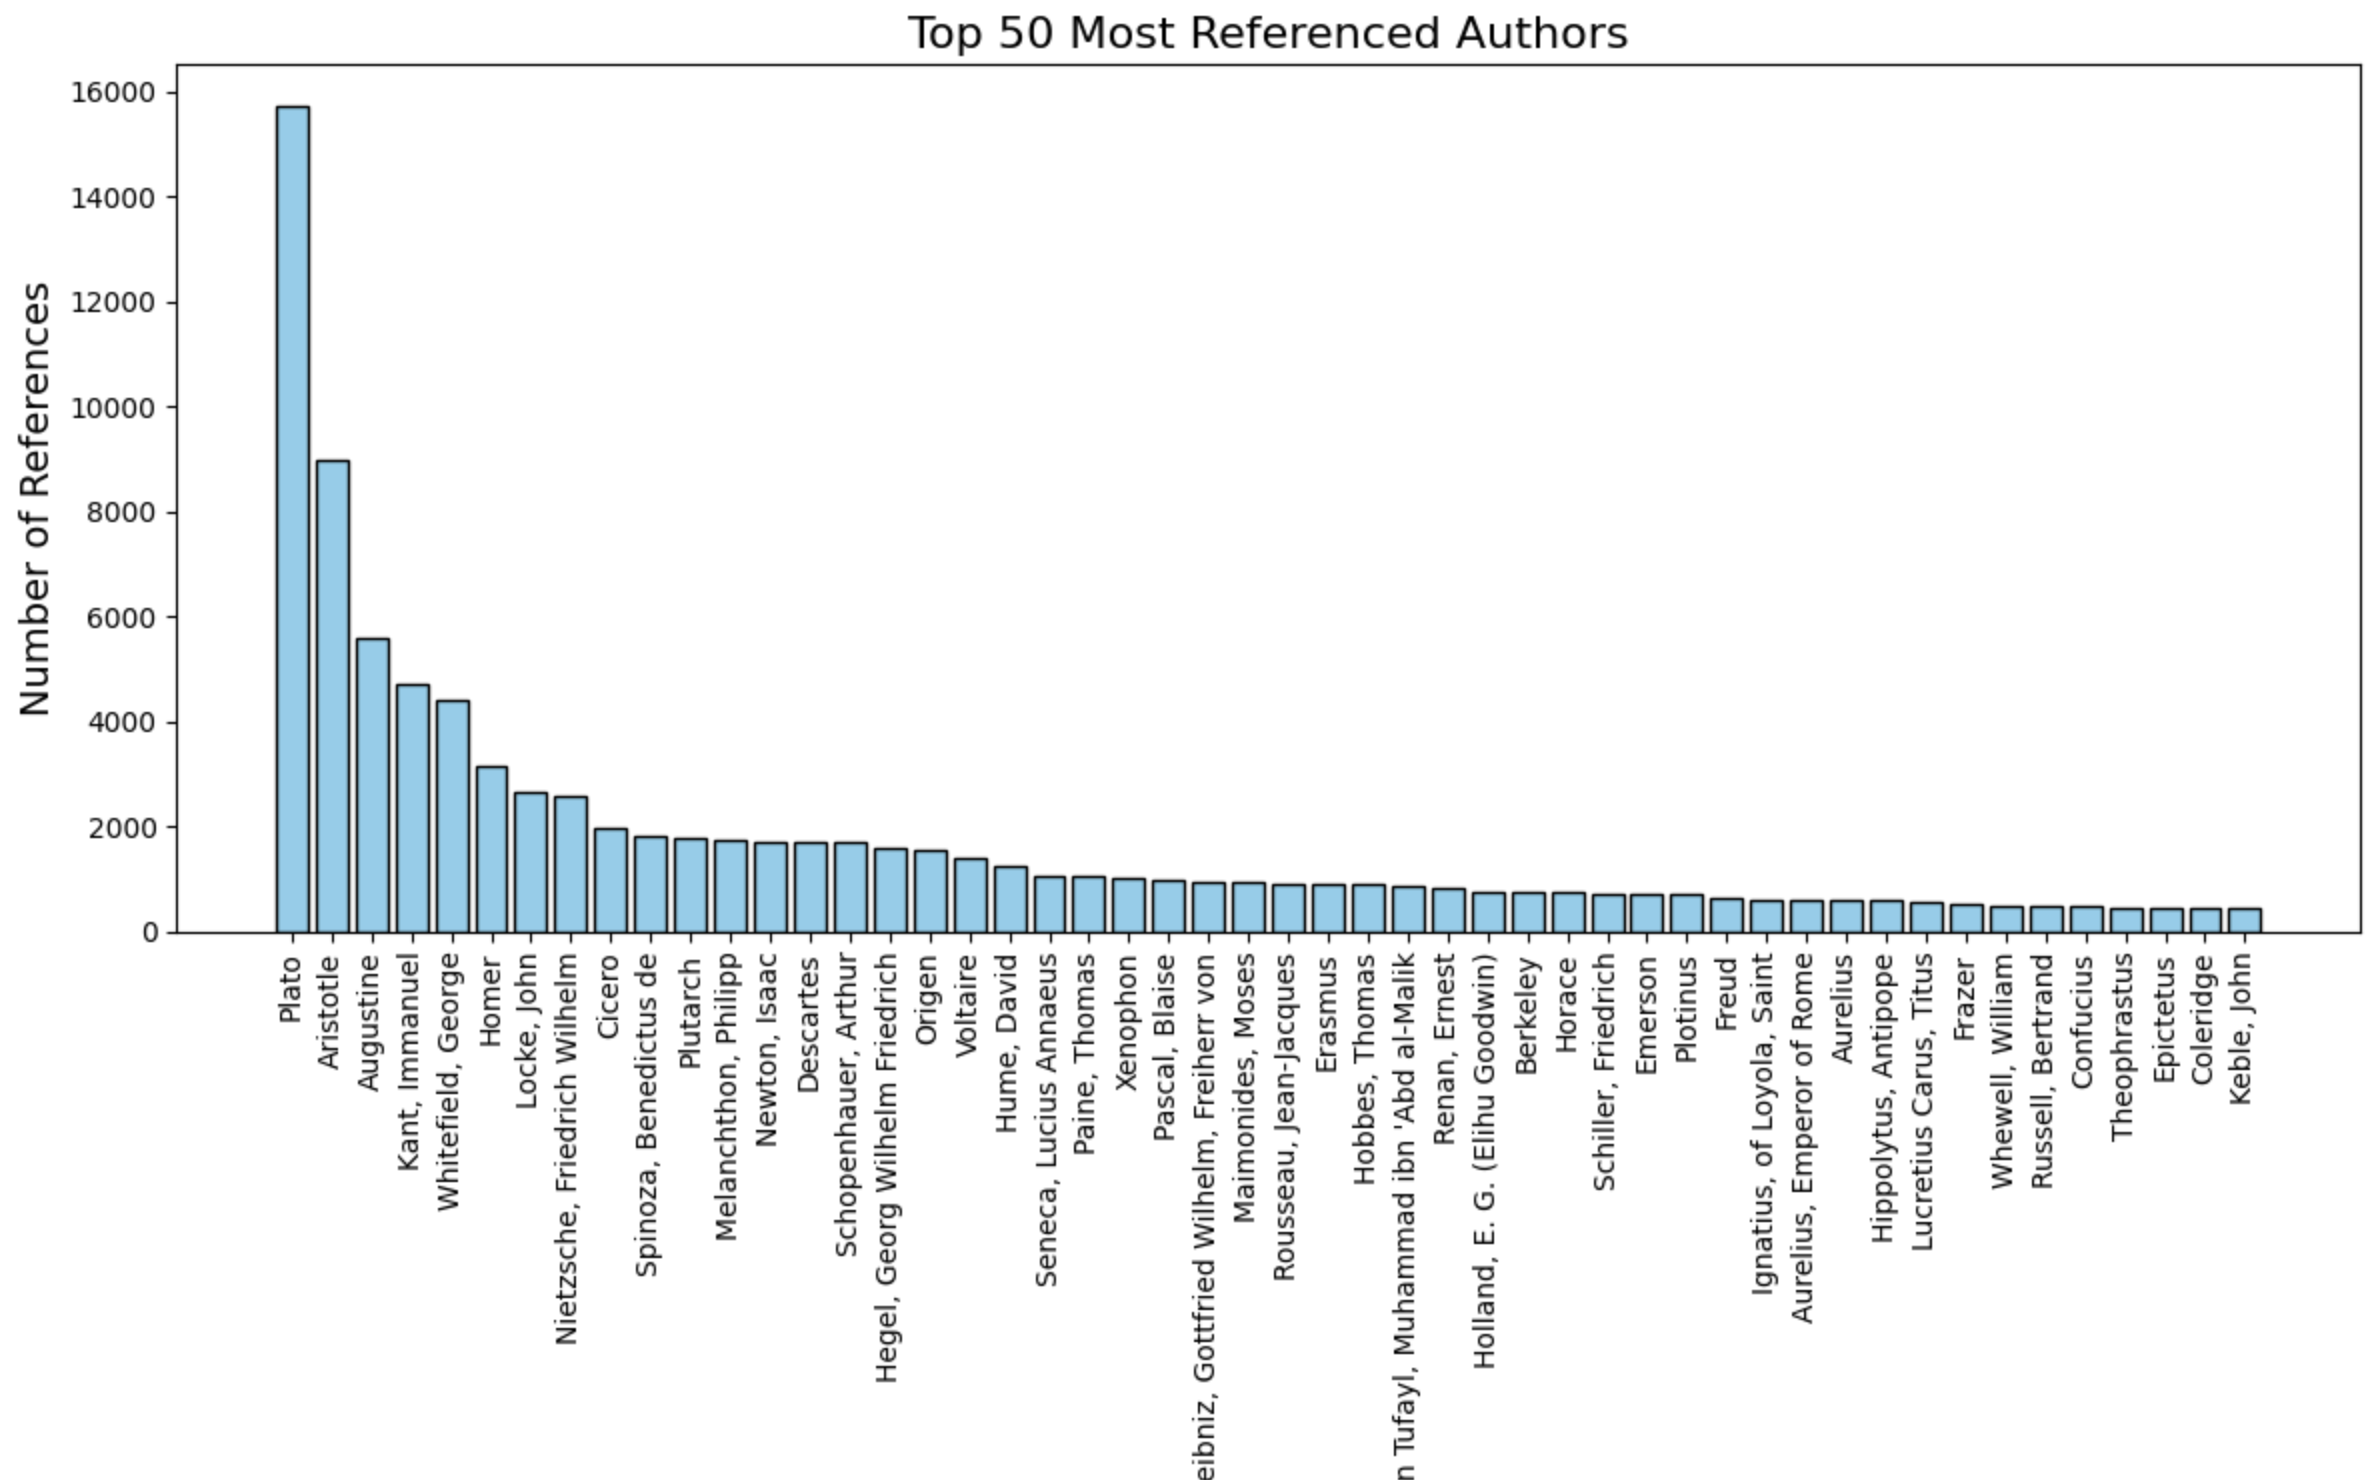 Top 50 Most Referenced Authors
Number of References
16000
14000
12000
10000
8000
6000
4000
2000
0
Plato
Aristotle
Augustine
Kant, Immanuel
Whitefield, George
Homer
Locke, John
Nietzsche, Friedrich Wilhelm
Cicero
Spinoza, Benedictus de
Plutarch
Melanchthon, Philipp
Newton, Isaac
Descartes
Schopenhauer, Arthur
Hegel, Georg Wilhelm Friedrich
Origen
Voltaire
Hume, David
Seneca, Lucius Annaeus
Paine, Thomas
Xenophon
Pascal, Blaise
eibniz, Gottfried Wilhelm, Freiherr von
Maimonides, Moses
Rousseau, Jean-Jacques
Erasmus
Hobbes, Thomas
n Tufayl, Muhammad ibn 'Abd al-Malik
Renan, Ernest
Holland, E. G. (Elihu Goodwin)
Berkeley
Horace
Schiller, Friedrich
Emerson
Plotinus
Freud
Ignatius, of Loyola, Saint
Aurelius, Emperor of Rome
Aurelius
Hippolytus, Antipope
Lucretius Carus, Titus
Frazer
Whewell, William
Russell, Bertrand
Confucius
Theophrastus
Epictetus
Coleridge
Keble, John